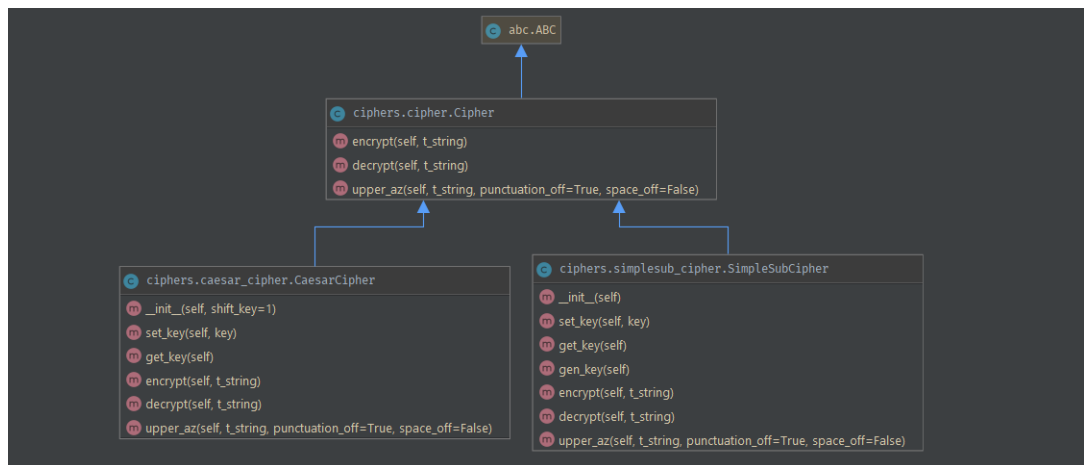 abc.ABC
ciphers.cipher.Cipher
encrypt(self, t_string)
decrypt(self, t_string)
upper_az(self, t_string, punctuation_off=True, space_off=False)
ciphers.caesar_cipher.CaesarCipher
__init__(self, shift_key=1)
set_key(self, key)
get_key(self)
encrypt(self, t_string)
decrypt(self, t_string)
upper_az(self, t_string, punctuation_off=True, space_off=False)
ciphers.simplesub_cipher.SimpleSubCipher
__init__(self)
set_key(self, key)
get_key(self)
gen_key(self)
encrypt(self, t_string)
decrypt(self, t_string)
upper_az(self, t_string, punctuation_off=True, space_off=False)